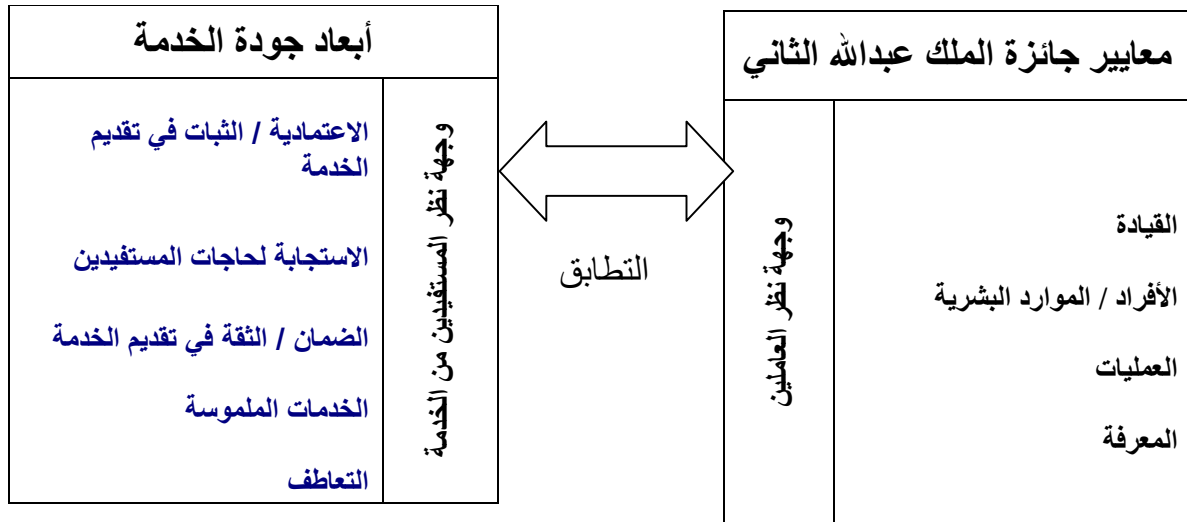 معايير جائزة الملك عبدالله الثاني
وجهة نظر العاملين
القيادة
الأفراد / الموارد البشرية
العمليات
المعرفة
التطابق
أبعاد جودة الخدمة
وجهة نظر المستفيدين من الخدمة
الاعتمادية / الثبات في تقديم
الخدمة
الاستجابة لحاجات المستفيدين
الضمان / الثقة في تقديم الخدمة
الخدمات الملموسة
التعاطف